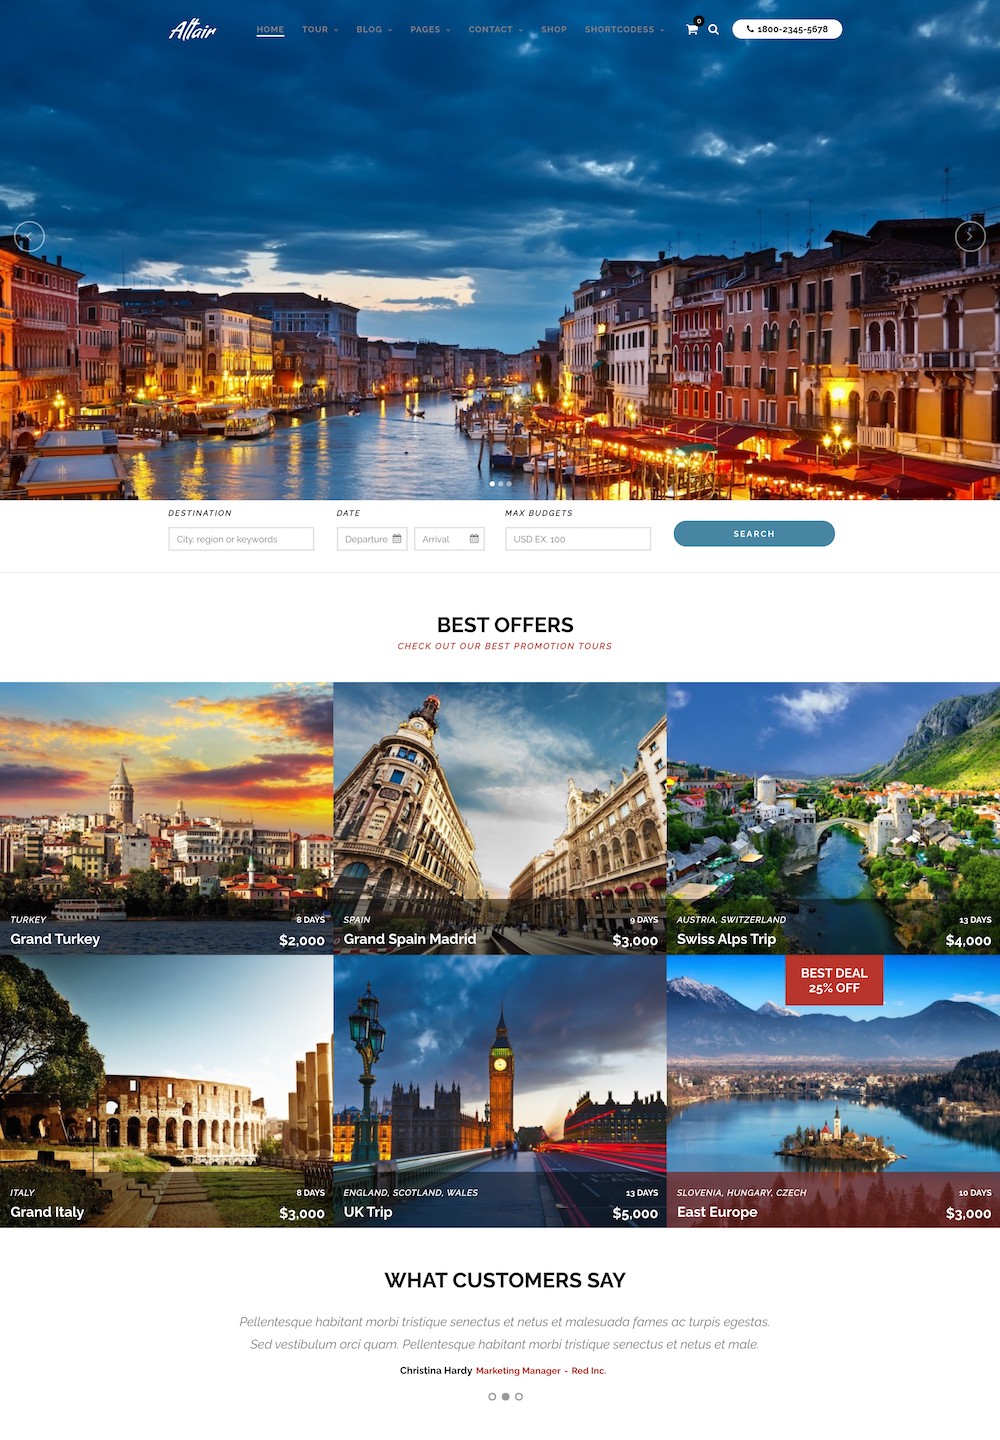 Altair
HOME TOUR BLOG PAGES CONTACT SHOP SHORTCODESS
0
1800-2345-5678
DESTINATION
DATE
MAX BUDGETS
City, region or keywords
Departure
Arrival
USD EX. 100
SEARCH
BEST OFFERS
CHECK OUT OUR BEST PROMOTION TOURS
TURKEY
8 DAYS
Grand Turkey
$2,000
SPAIN
9 DAYS
Grand Spain Madrid
$3,000
AUSTRIA, SWITZERLAND
13 DAYS
Swiss Alps Trip
$4,000
ITALY
8 DAYS
Grand Italy
$3,000
ENGLAND, SCOTLAND, WALES
13 DAYS
UK Trip
$5,000
BEST DEAL
25% OFF
SLOVENIA, HUNGARY, CZECH
10 DAYS
East Europe
$3,000
WHAT CUSTOMERS SAY
Pellentesque habitant morbi tristique senectus et netus et malesuada fames ac turpis egestas.
Sed vestibulum orci quam. Pellentesque habitant morbi tristique senectus et netus et male.
Christina Hardy Marketing Manager - Red Inc.